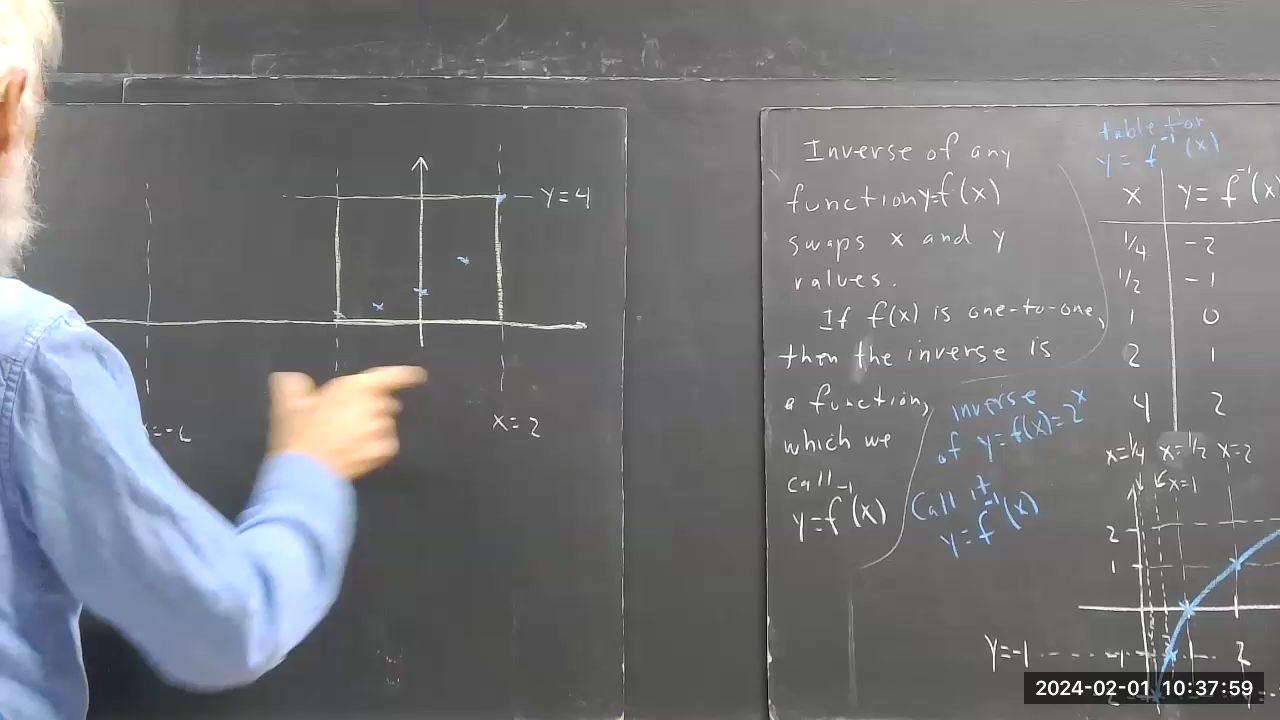 y=4
x=2
Inverse of any
function y=f(x)
swaps x and y
values.
If f(x) is one-to-one,
then the inverse is
a function,
which we
call
y=f⁻¹(x)
inverse
of y=f(x)=2ˣ
Call it
y=f⁻¹(x)
table for
y=f⁻¹(x)
x y=f⁻¹(x)
1/4 -2
1/2 -1
1 0
2 1
4 2
x=1/4 x=1/2 x=2
x=1
2
1
y=-1 -1 1 2
2024-02-01 10:37:59